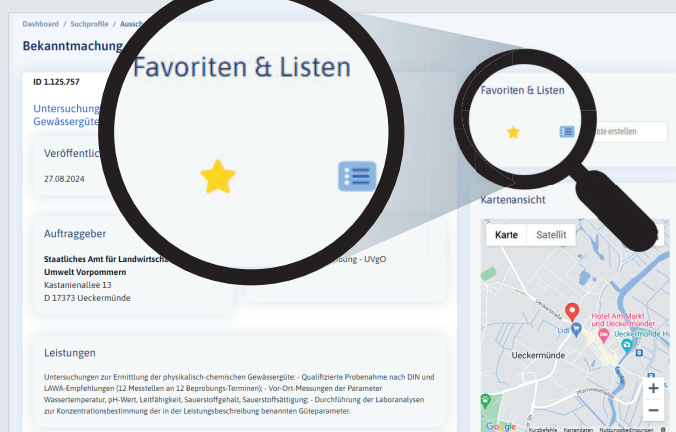 Dashboard / Suchprofile / Aussch
Bekanntmachung
Favoriten & Listen
ID 1.125.757
Untersuchung
Gewässergüte
Veröffentlic
27.08.2024
Auftraggeber
Staatliches Amt für Landwirtscha
Umwelt Vorpommern
Kastanienallee 13
D 17373 Ueckermünde
bung - UVgO
Leistungen
Untersuchungen zur Ermittlung der physikalisch-chemischen Gewässergüte: - Qualifizierte Probenahme nach DIN und
LAWA-Empfehlungen (12 Messtellen an 12 Beprobungs-Terminen); - Vor-Ort-Messungen der Parameter
Wassertemperatur, pH-Wert, Leitfähigkeit, Sauerstoffgehalt, Sauerstoffsättigung; - Durchführung der Laboranalysen
zur Konzentrationsbestimmung der in der Leistungsbeschreibung benannten Güteparameter.
Favoriten & Listen
iste erstellen
Kartenansicht
Karte Satellit
Ueckerstraße
Hotel Am Markt
und Ueckermünder...
Lidl
Ueckermünde Ha
Ueckermünde
Pfarrwiesenallee
Google Kurzbefehle Kartendaten Nutzungsbedingungen